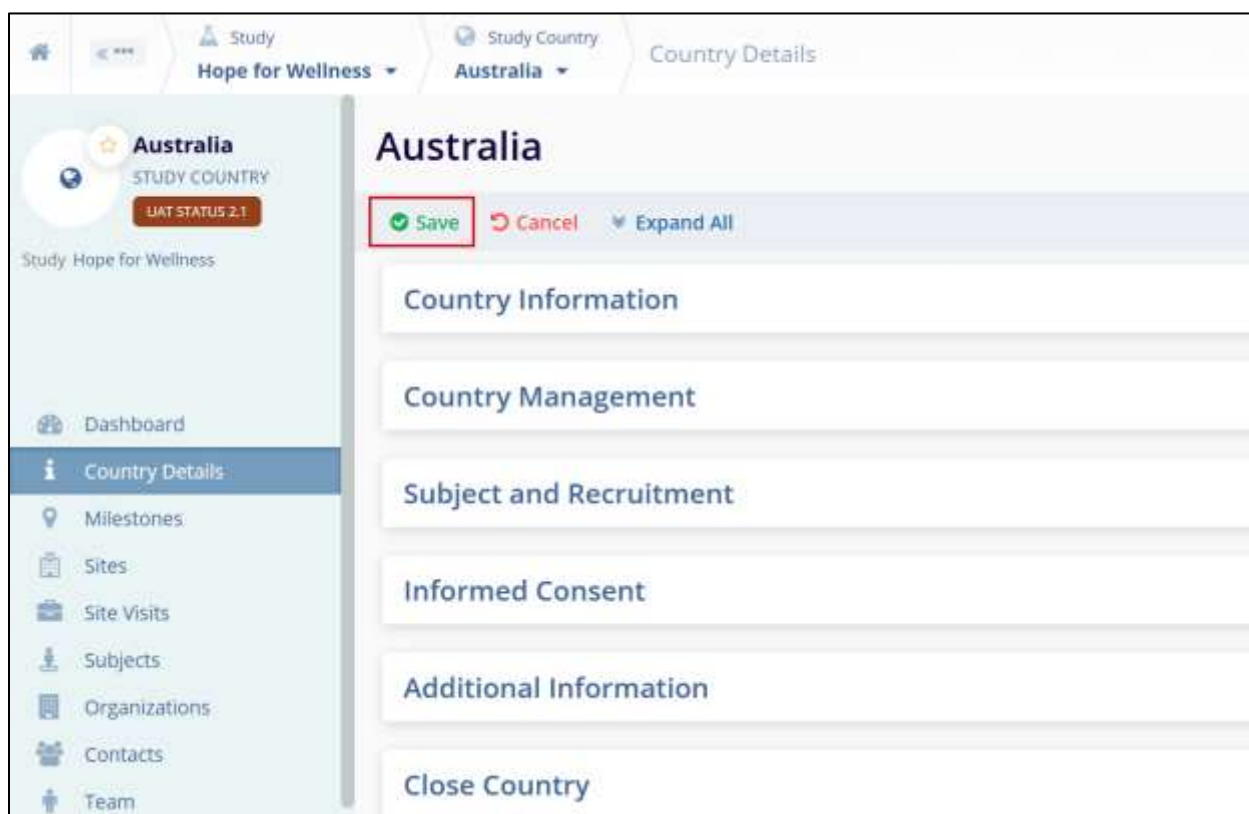 Study
Hope for Wellness
Study Country
Australia
Country Details
Australia
STUDY COUNTRY
UAT STATUS 2.1
Study Hope for Wellness
Dashboard
Country Details
Milestones
Sites
Site Visits
Subjects
Organizations
Contacts
Team
Australia
Save Cancel Expand All
Country Information
Country Management
Subject and Recruitment
Informed Consent
Additional Information
Close Country